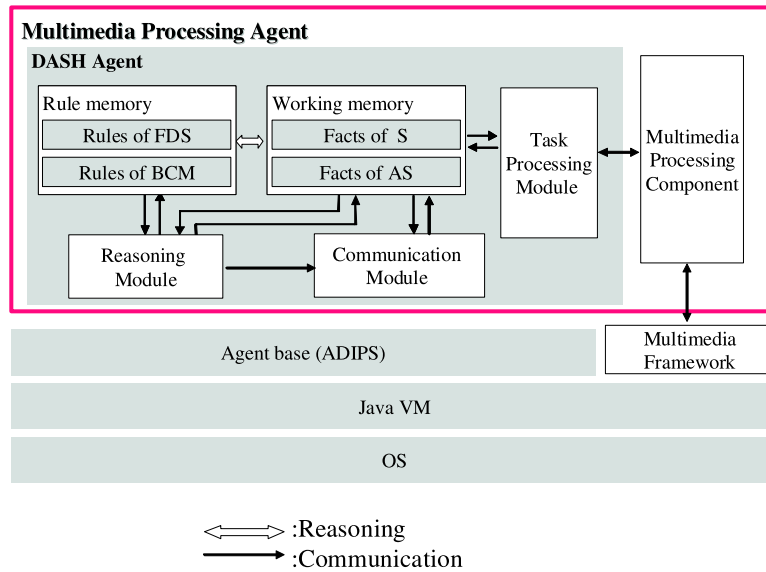 Multimedia Processing Agent
DASH Agent
Rule memory
Rules of FDS
Rules of BCM
Working memory
Facts of S
Facts of AS
Task
Processing
Module
Multimedia
Processing
Component
Reasoning
Module
Communication
Module
Agent base (ADIPS)
Multimedia
Framework
Java VM
OS
:Reasoning
:Communication